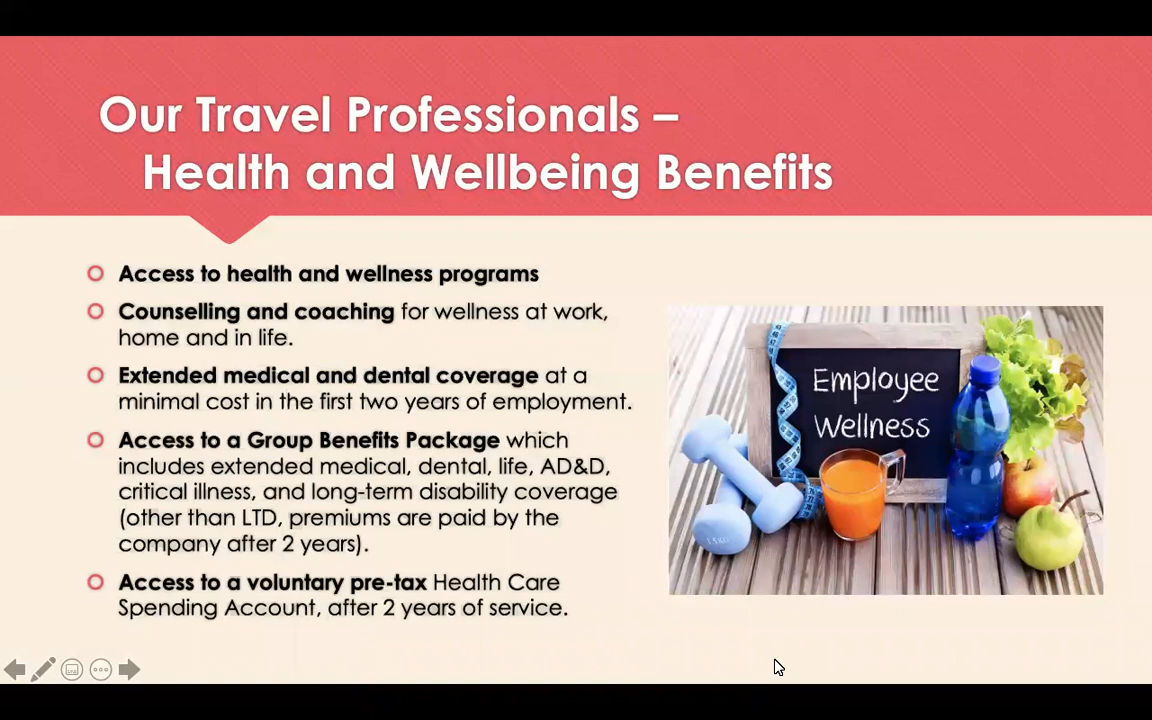 Our Travel Professionals –
Health and Wellbeing Benefits
Access to health and wellness programs
Counselling and coaching for wellness at work,
home and in life.
Extended medical and dental coverage at a
minimal cost in the first two years of employment.
Access to a Group Benefits Package which
includes extended medical, dental, life, AD&D,
critical illness, and long-term disability coverage
(other than LTD, premiums are paid by the
company after 2 years).
Access to a voluntary pre-tax Health Care
Spending Account, after 2 years of service.
Employee
Wellness